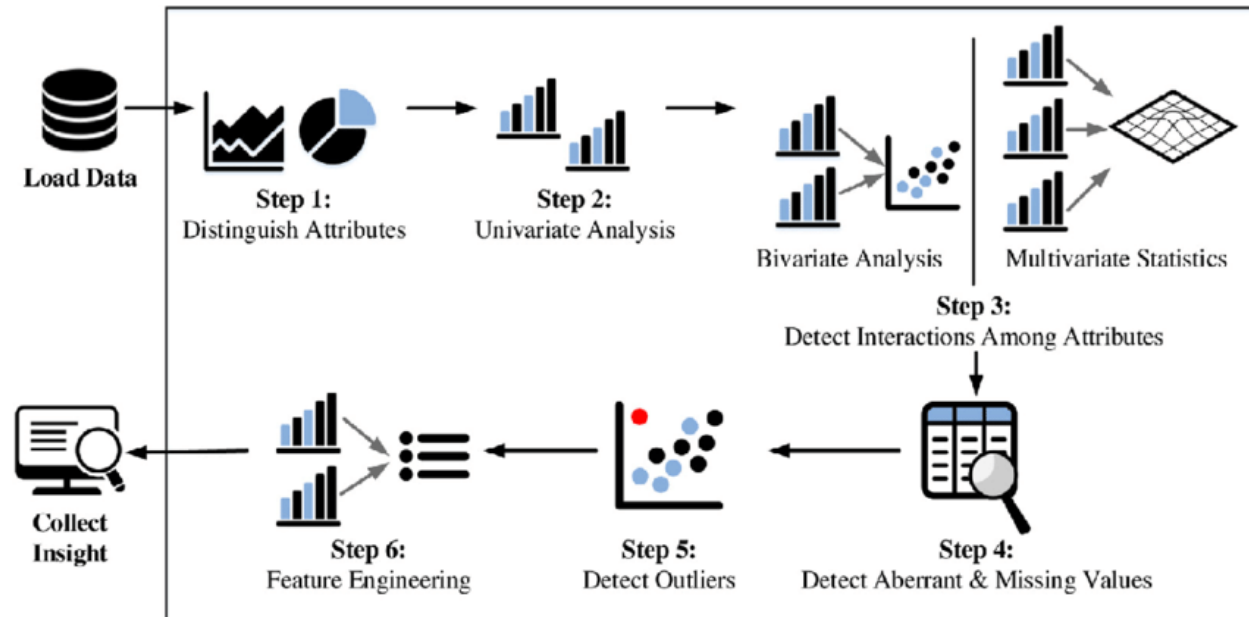 Load Data
Step 1:
Distinguish Attributes
Step 2:
Univariate Analysis
Bivariate Analysis
Multivariate Statistics
Step 3:
Detect Interactions Among Attributes
Step 4:
Detect Aberrant & Missing Values
Step 5:
Detect Outliers
Step 6:
Feature Engineering
Collect
Insight